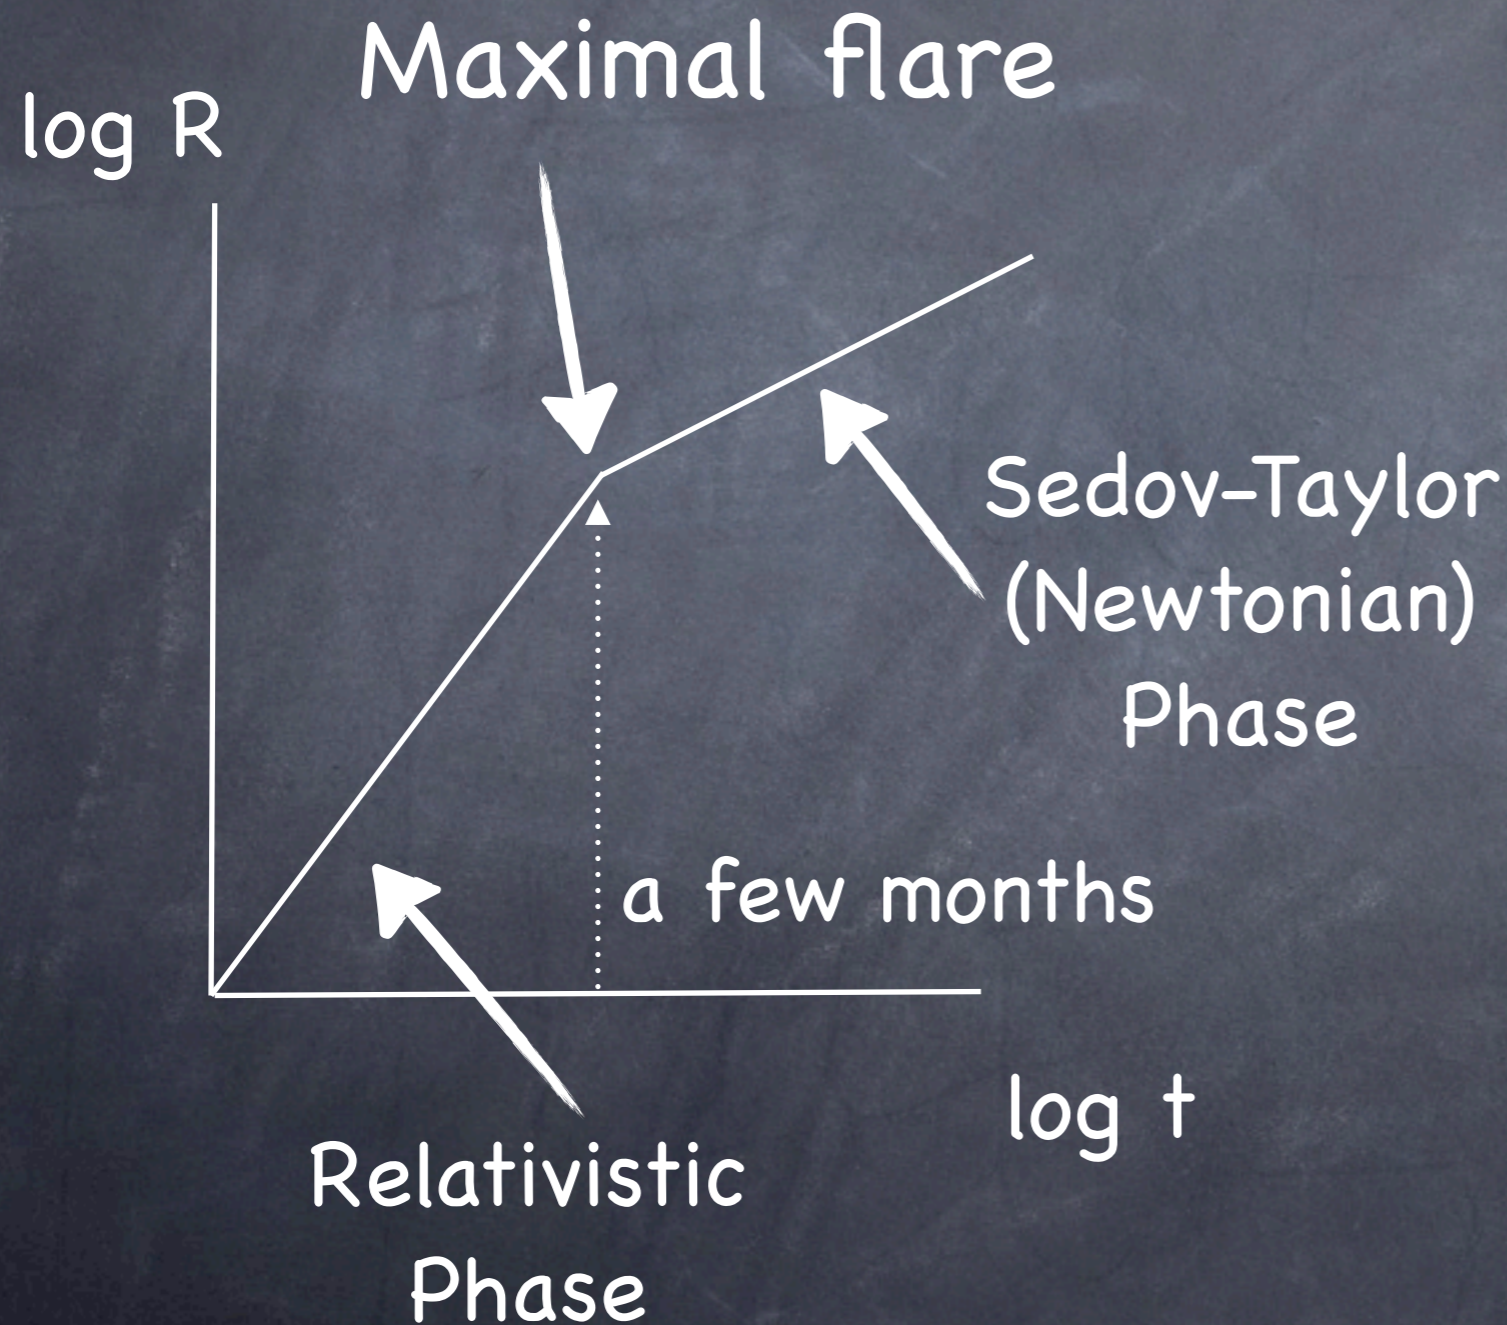 Maximal flare
log R
Sedov-Taylor
(Newtonian)
Phase
a few months
log t
Relativistic
Phase